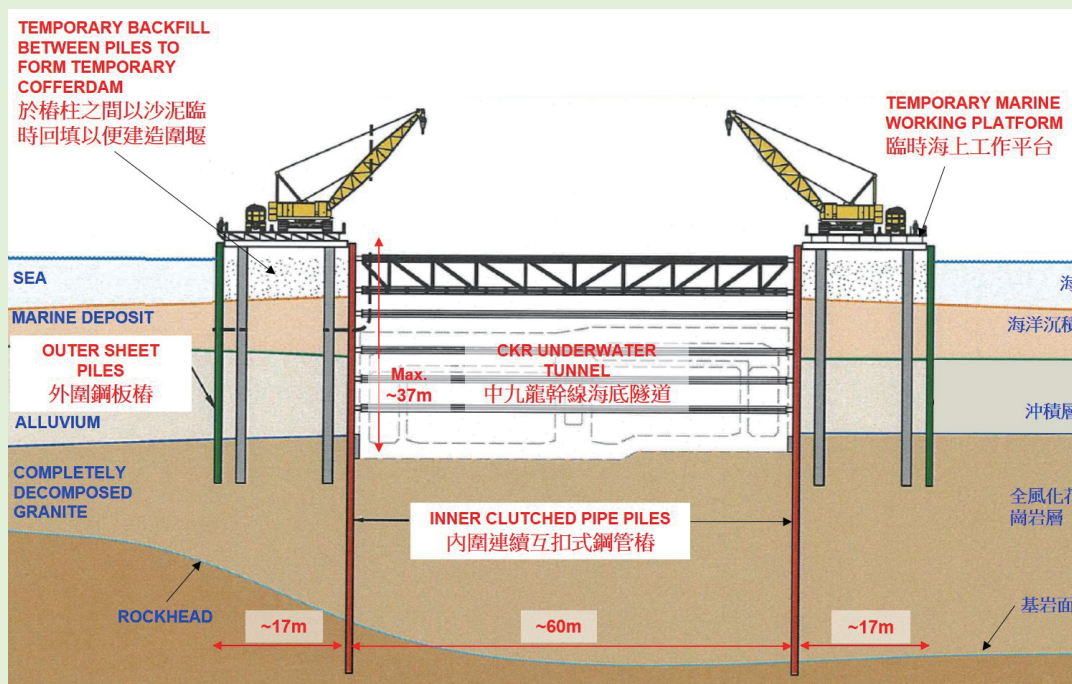 TEMPORARY BACKFILL
BETWEEN PILES TO
FORM TEMPORARY
COFFERDAM
於樁柱之間以沙泥臨
時回填以便建造圍堰
TEMPORARY MARINE
WORKING PLATFORM
臨時海上工作平台
SEA
海
MARINE DEPOSIT
海洋沉積
OUTER SHEET
PILES
外圍鋼板樁
Max.
~37m
CKR UNDERWATER
TUNNEL
中九龍幹線海底隧道
ALLUVIUM
沖積層
COMPLETELY
DECOMPOSED
GRANITE
全風化花
崗岩層
INNER CLUTCHED PIPE PILES
內圍連續互扣式鋼管樁
ROCKHEAD
基岩面
~17m
~60m
~17m